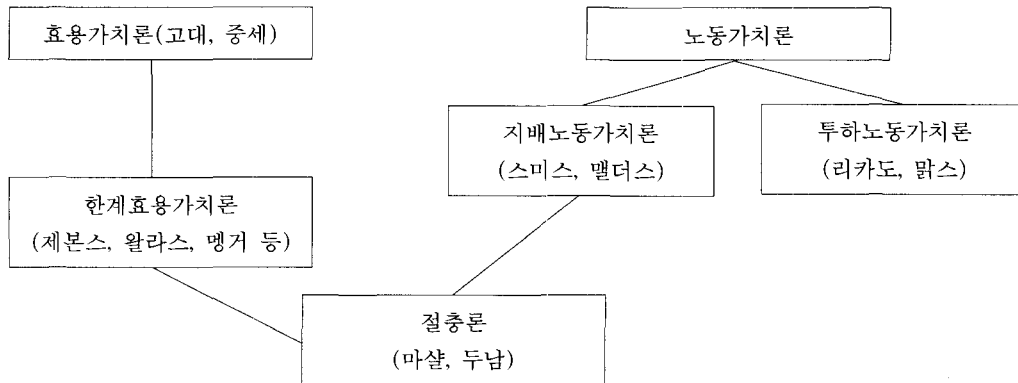 효용가치론(고대, 중세)
노동가치론
지배노동가치론
(스미스, 맬더스)
투하노동가치론
(리카도, 맑스)
한계효용가치론
(제본스, 왈라스, 멩거 등)
절충론
(마샬, 두남)